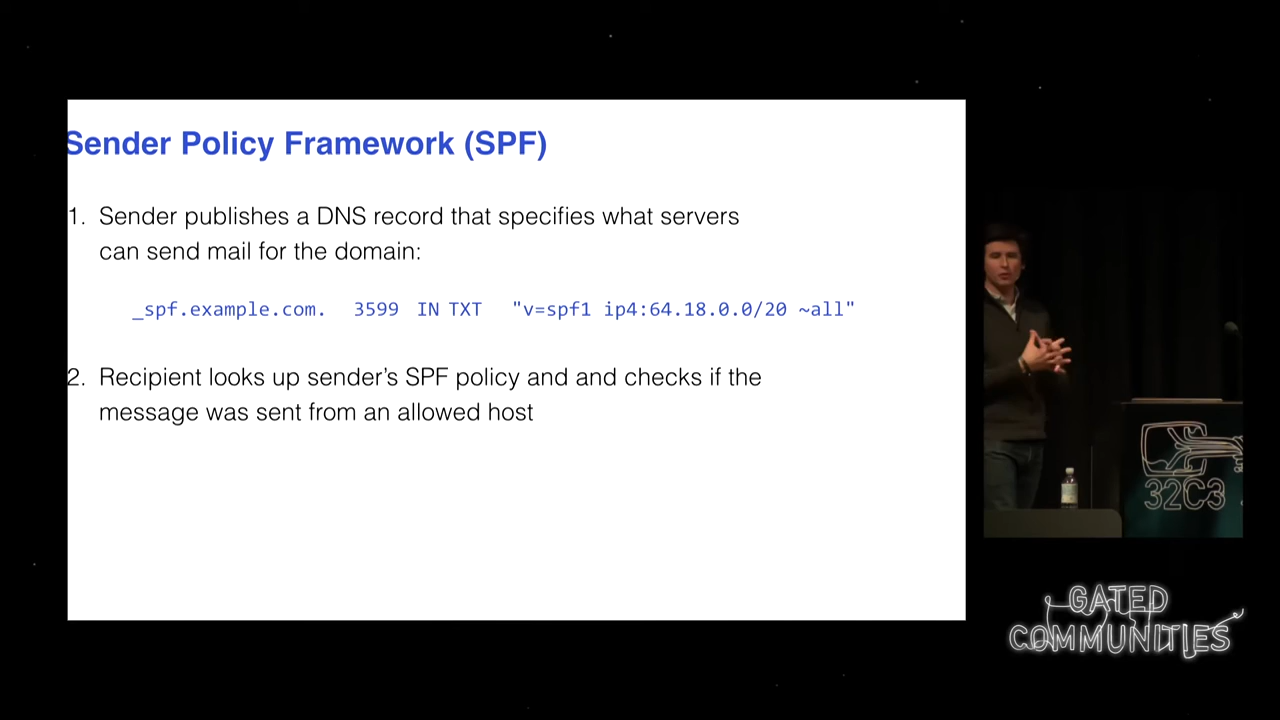 Sender Policy Framework (SPF)
1. Sender publishes a DNS record that specifies what servers
can send mail for the domain:
_spf.example.com. 3599 IN TXT "v=spf1 ip4:64.18.0.0/20 ~all"
2. Recipient looks up sender’s SPF policy and and checks if the
message was sent from an allowed host
32C3
GATED
COMMUNITIES